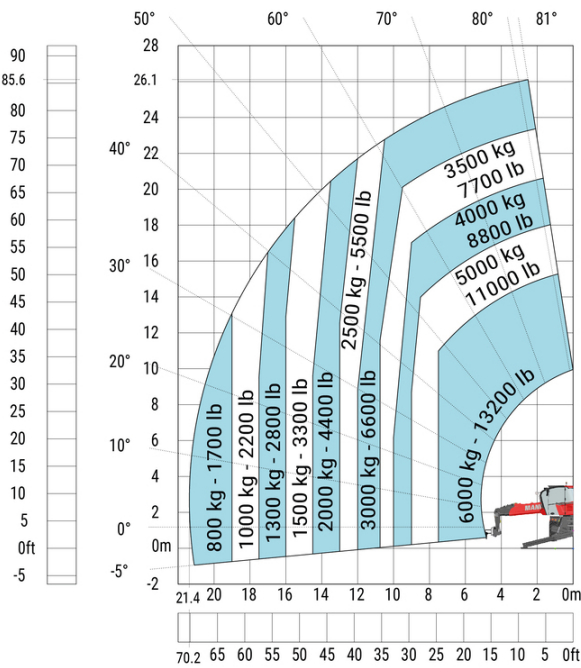 50° 60° 70° 80° 81°
90 28
85.6 26.1
80 24
75 22
70 40°
65 20
60 18
55 16
50 30° 14
45 12
40 20° 10
35 8
30 6
25 10° 4
20 2
15 0°
10 0m
5 -5°
0ft -2
-5
3500 kg
7700 lb
4000 kg
8800 lb
5000 kg
11000 lb
6000 kg - 13200 lb
2500 kg - 5500 lb
800 kg - 1700 lb
1000 kg - 2200 lb
1300 kg - 2800 lb
1500 kg - 3300 lb
2000 kg - 4400 lb
3000 kg - 6600 lb
21.4 20 18 16 14 12 10 8 6 4 2 0m
70.2 65 60 55 50 45 40 35 30 25 20 15 10 5 0ft